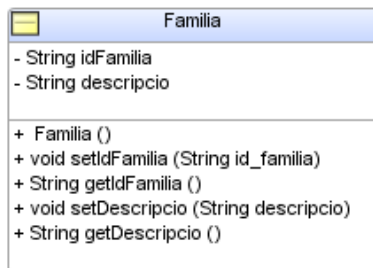 Familia
- String idFamilia
- String descripcio
+ Familia ()
+ void setIdFamilia (String id_familia)
+ String getIdFamilia ()
+ void setDescripcio (String descripcio)
+ String getDescripcio ()